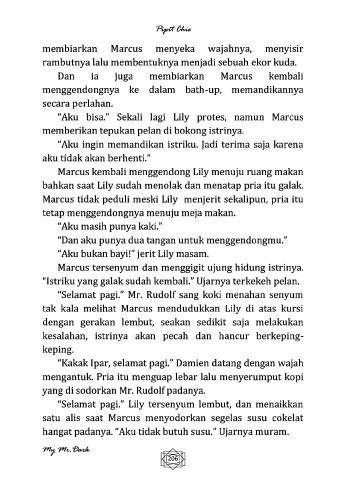 Pipit Chie
membiarkan Marcus menyeka wajahnya, menyisir
rambutnya lalu membentuknya menjadi sebuah ekor kuda.
Dan ia juga membiarkan Marcus kembali
menggendongnya ke dalam bath-up, memandikannya
secara perlahan.
“Aku bisa.” Sekali lagi Lily protes, namun Marcus
memberikan tepukan pelan di bokong istrinya.
“Aku ingin memandikan istriku. Jadi terima saja karena
aku tidak akan berhenti.”
Marcus kembali menggendong Lily menuju ruang makan
bahkan saat Lily sudah menolak dan menatap pria itu galak.
Marcus tidak peduli meski Lily menjerit sekalipun, pria itu
tetap menggendongnya menuju meja makan.
“Aku masih punya kaki.”
“Dan aku punya dua tangan untuk menggendongmu.”
“Aku bukan bayi!” jerit Lily masam.
Marcus tersenyum dan menggigit ujung hidung istrinya.
“Istriku yang galak sudah kembali.” Ujarnya terkekeh pelan.
“Selamat pagi.” Mr. Rudolf sang koki menahan senyum
tak kala melihat Marcus mendudukkan Lily di atas kursi
dengan gerakan lembut, seakan sedikit saja melakukan
kesalahan, istrinya akan pecah dan hancur berkeping-
keping.
“Kakak Ipar, selamat pagi.” Damien datang dengan wajah
mengantuk. Pria itu menguap lebar lalu menyerumput kopi
yang di sodorkan Mr. Rudolf padanya.
“Selamat pagi.” Lily tersenyum lembut, dan menaikkan
satu alis saat Marcus menyodorkan segelas susu cokelat
hangat padanya. “Aku tidak butuh susu.” Ujarnya muram.
My Mr. Dark
206